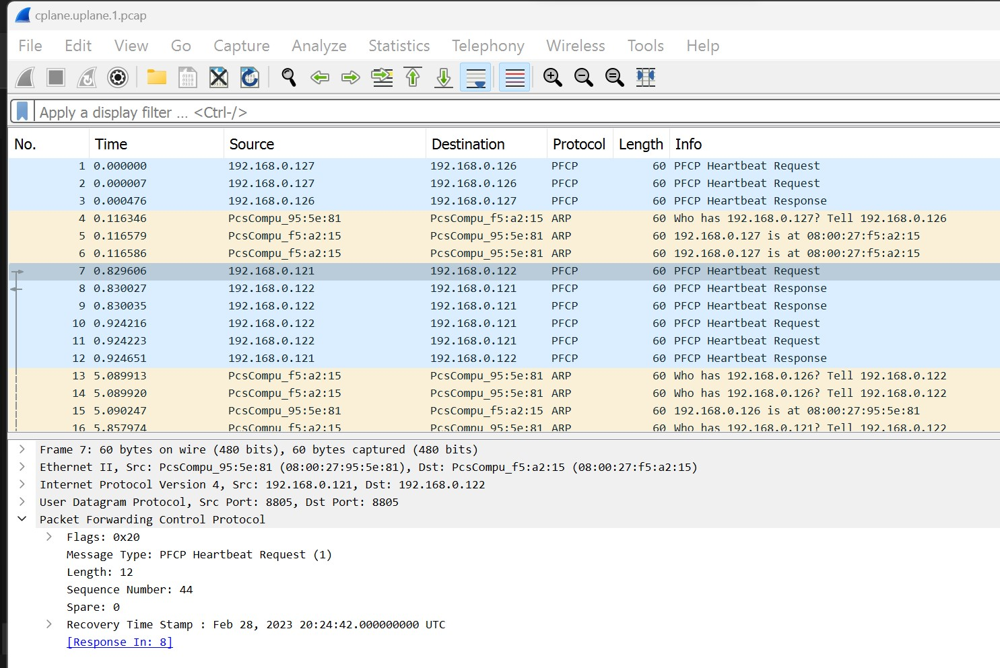 cplane.uplane.1.pcap
File Edit View Go Capture Analyze Statistics Telephony Wireless Tools Help
Apply a display filter … <Ctrl-/>
No. Time Source Destination Protocol Length Info
1 0.000000 192.168.0.127 192.168.0.126 PFCP 60 PFCP Heartbeat Request
2 0.000007 192.168.0.127 192.168.0.126 PFCP 60 PFCP Heartbeat Request
3 0.000476 192.168.0.126 192.168.0.127 PFCP 60 PFCP Heartbeat Response
4 0.116346 PcsCompu_95:5e:81 PcsCompu_f5:a2:15 ARP 60 Who has 192.168.0.127? Tell 192.168.0.126
5 0.116579 PcsCompu_f5:a2:15 PcsCompu_95:5e:81 ARP 60 192.168.0.127 is at 08:00:27:f5:a2:15
6 0.116586 PcsCompu_f5:a2:15 PcsCompu_95:5e:81 ARP 60 192.168.0.127 is at 08:00:27:f5:a2:15
7 0.829606 192.168.0.121 192.168.0.122 PFCP 60 PFCP Heartbeat Request
8 0.830027 192.168.0.122 192.168.0.121 PFCP 60 PFCP Heartbeat Response
9 0.830035 192.168.0.122 192.168.0.121 PFCP 60 PFCP Heartbeat Response
10 0.924216 192.168.0.122 192.168.0.121 PFCP 60 PFCP Heartbeat Request
11 0.924223 192.168.0.122 192.168.0.121 PFCP 60 PFCP Heartbeat Request
12 0.924651 192.168.0.121 192.168.0.122 PFCP 60 PFCP Heartbeat Response
13 5.089913 PcsCompu_f5:a2:15 PcsCompu_95:5e:81 ARP 60 Who has 192.168.0.126? Tell 192.168.0.122
14 5.089920 PcsCompu_f5:a2:15 PcsCompu_95:5e:81 ARP 60 Who has 192.168.0.126? Tell 192.168.0.122
15 5.090247 PcsCompu_95:5e:81 PcsCompu_f5:a2:15 ARP 60 192.168.0.126 is at 08:00:27:95:5e:81
16 5.857974 PcsCompu_f5:a2:15 PcsCompu_95:5e:81 ARP 60 Who has 192.168.0.121? Tell 192.168.0.122
Frame 7: 60 bytes on wire (480 bits), 60 bytes captured (480 bits)
Ethernet II, Src: PcsCompu_95:5e:81 (08:00:27:95:5e:81), Dst: PcsCompu_f5:a2:15 (08:00:27:f5:a2:15)
Internet Protocol Version 4, Src: 192.168.0.121, Dst: 192.168.0.122
User Datagram Protocol, Src Port: 8805, Dst Port: 8805
Packet Forwarding Control Protocol
Flags: 0x20
Message Type: PFCP Heartbeat Request (1)
Length: 12
Sequence Number: 44
Spare: 0
Recovery Time Stamp : Feb 28, 2023 20:24:42.000000000 UTC
[Response In: 8]